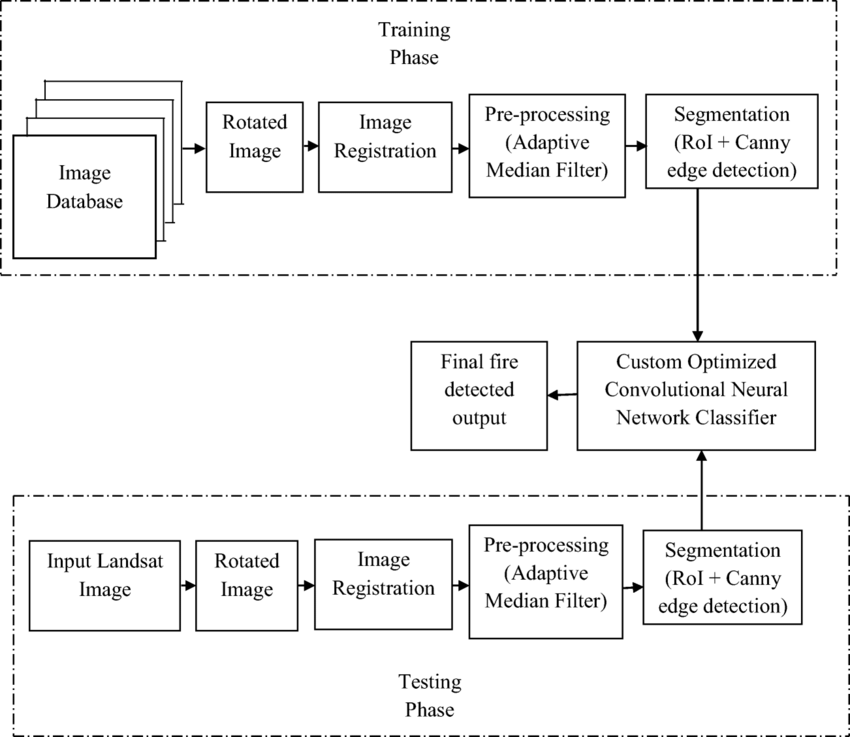 Training
Phase
Image
Database
Rotated
Image
Image
Registration
Pre-processing
(Adaptive
Median Filter)
Segmentation
(RoI + Canny
edge detection)
Final fire
detected
output
Custom Optimized
Convolutional Neural
Network Classifier
Input Landsat
Image
Rotated
Image
Image
Registration
Pre-processing
(Adaptive
Median Filter)
Segmentation
(RoI + Canny
edge detection)
Testing
Phase